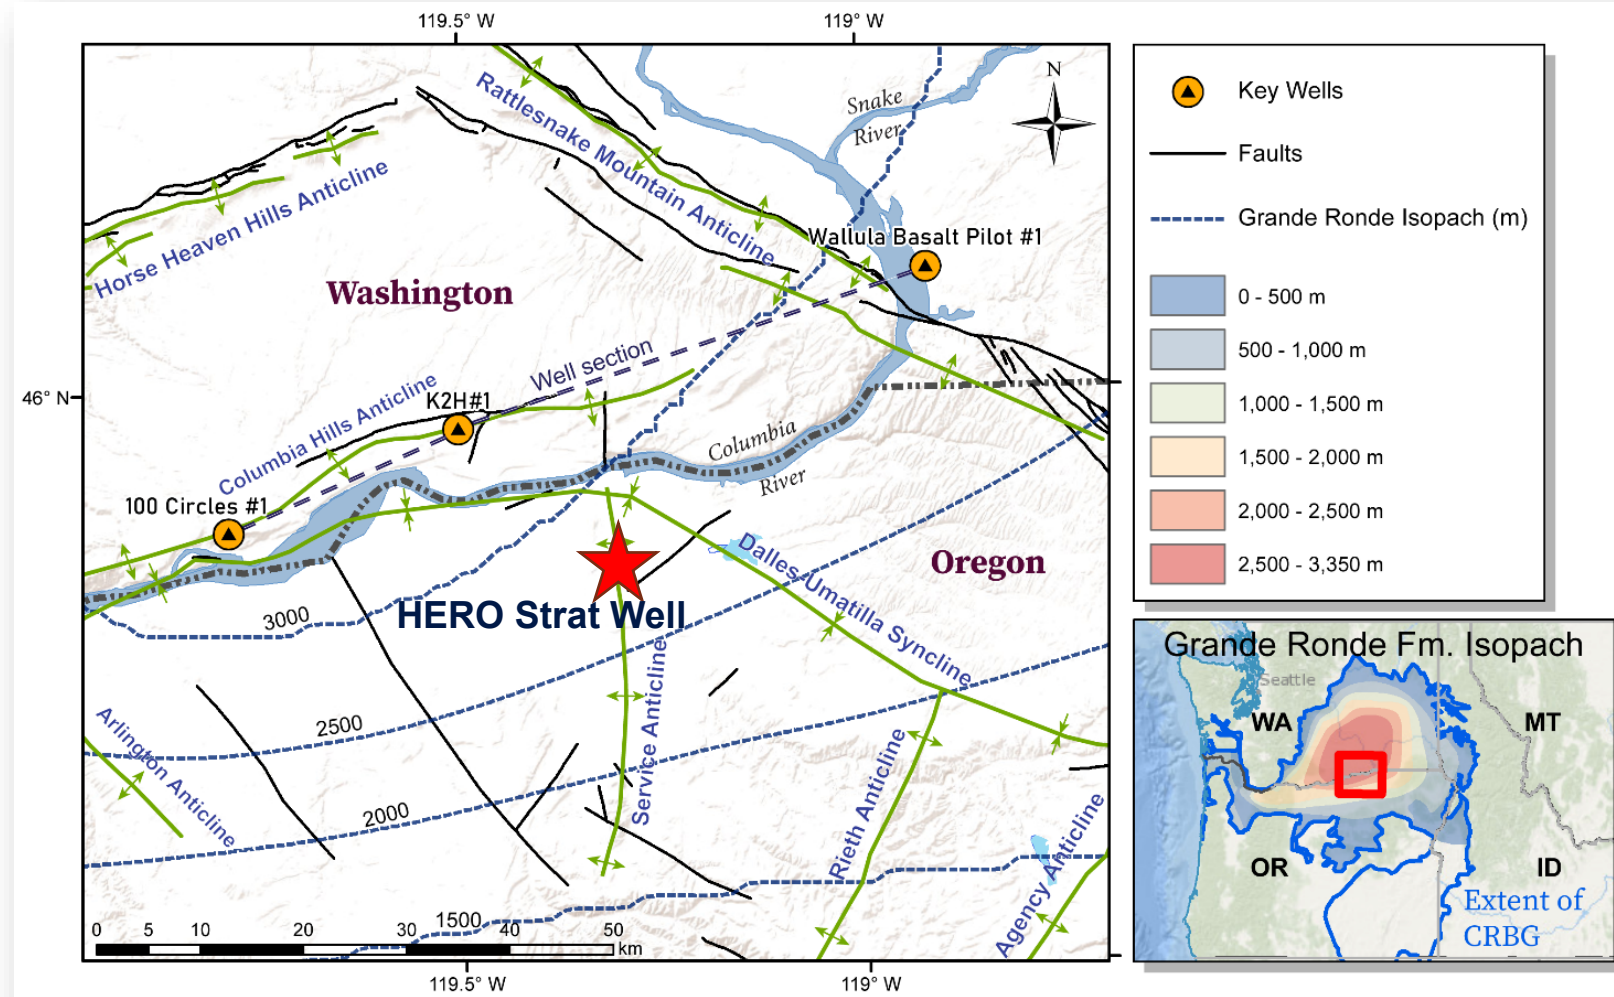 119.5° W
119° W
Rattlesnake Mountain Anticline
Snake
River
N
Horse Heaven Hills Anticline
Wallula Basalt Pilot #1
Washington
Well section
46° N
Columbia Hills Anticline
K2H#1
Columbia
River
100 Circles #1
Dalles-Umatilla Syncline
Oregon
HERO Strat Well
3000
Service Anticline
2500
Arlington Anticline
2000
Rieth Anticline
Agency Anticline
1500
0 5 10 20 30 40 50 km
119.5° W
119° W
Key Wells
Faults
Grande Ronde Isopach (m)
0 - 500 m
500 - 1,000 m
1,000 - 1,500 m
1,500 - 2,000 m
2,000 - 2,500 m
2,500 - 3,350 m
Grande Ronde Fm. Isopach
Seattle
WA
MT
OR
ID
Extent of
CRBG